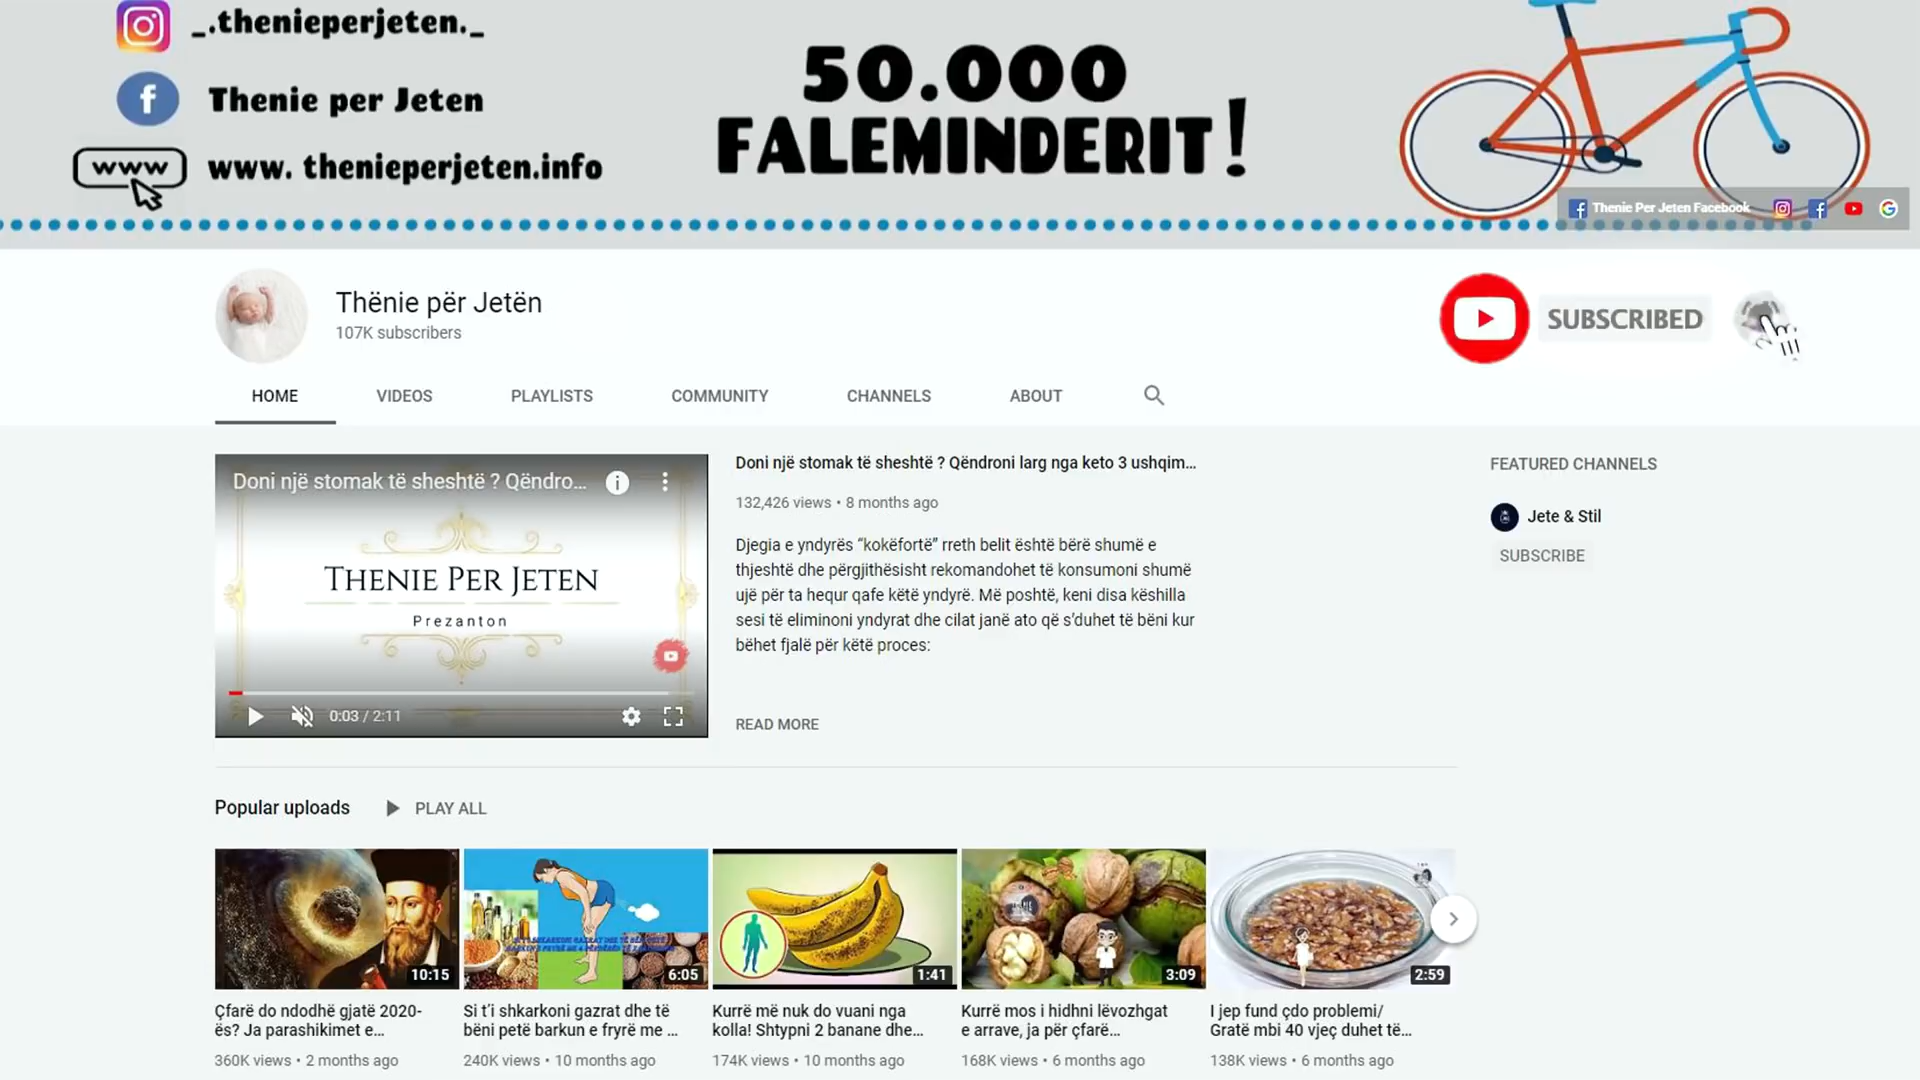 _.thenieperjeten._
Thenie per Jeten
www
www. thenieperjeten.info
50.000
FALEMINDERIT!
Thenie Per Jeten Facebook
Thënie për Jetën
107K subscribers
SUBSCRIBED
HOME
VIDEOS
PLAYLISTS
COMMUNITY
CHANNELS
ABOUT
Doni një stomak të sheshtë ? Qëndro...
THENIE PER JETEN
Prezanton
0:03 / 2:11
Doni një stomak të sheshtë ? Qëndroni larg nga keto 3 ushqim...
132,426 views • 8 months ago
Djegia e yndyrës “kokëfortë” rreth belit është bërë shumë e
thjeshtë dhe përgjithësisht rekomandohet të konsumoni shumë
ujë për ta hequr qafe këtë yndyrë. Më poshtë, keni disa këshilla
sesi të eliminoni yndyrat dhe cilat janë ato që s’duhet të bëni kur
bëhet fjalë për këtë proces:
READ MORE
FEATURED CHANNELS
Jete & Stil
SUBSCRIBE
Popular uploads
PLAY ALL
10:15
Çfarë do ndodhë gjatë 2020-
ës? Ja parashikimet e...
360K views • 2 months ago
6:05
Si t’i shkarkoni gazrat dhe të
bëni petë barkun e fryrë me ...
240K views • 10 months ago
1:41
Kurrë më nuk do vuani nga
kolla! Shtypni 2 banane dhe...
174K views • 10 months ago
3:09
Kurrë mos i hidhni lëvozhgat
e arrave, ja për çfarë...
168K views • 6 months ago
2:59
I jep fund çdo problemi/
Gratë mbi 40 vjeç duhet të...
138K views • 6 months ago